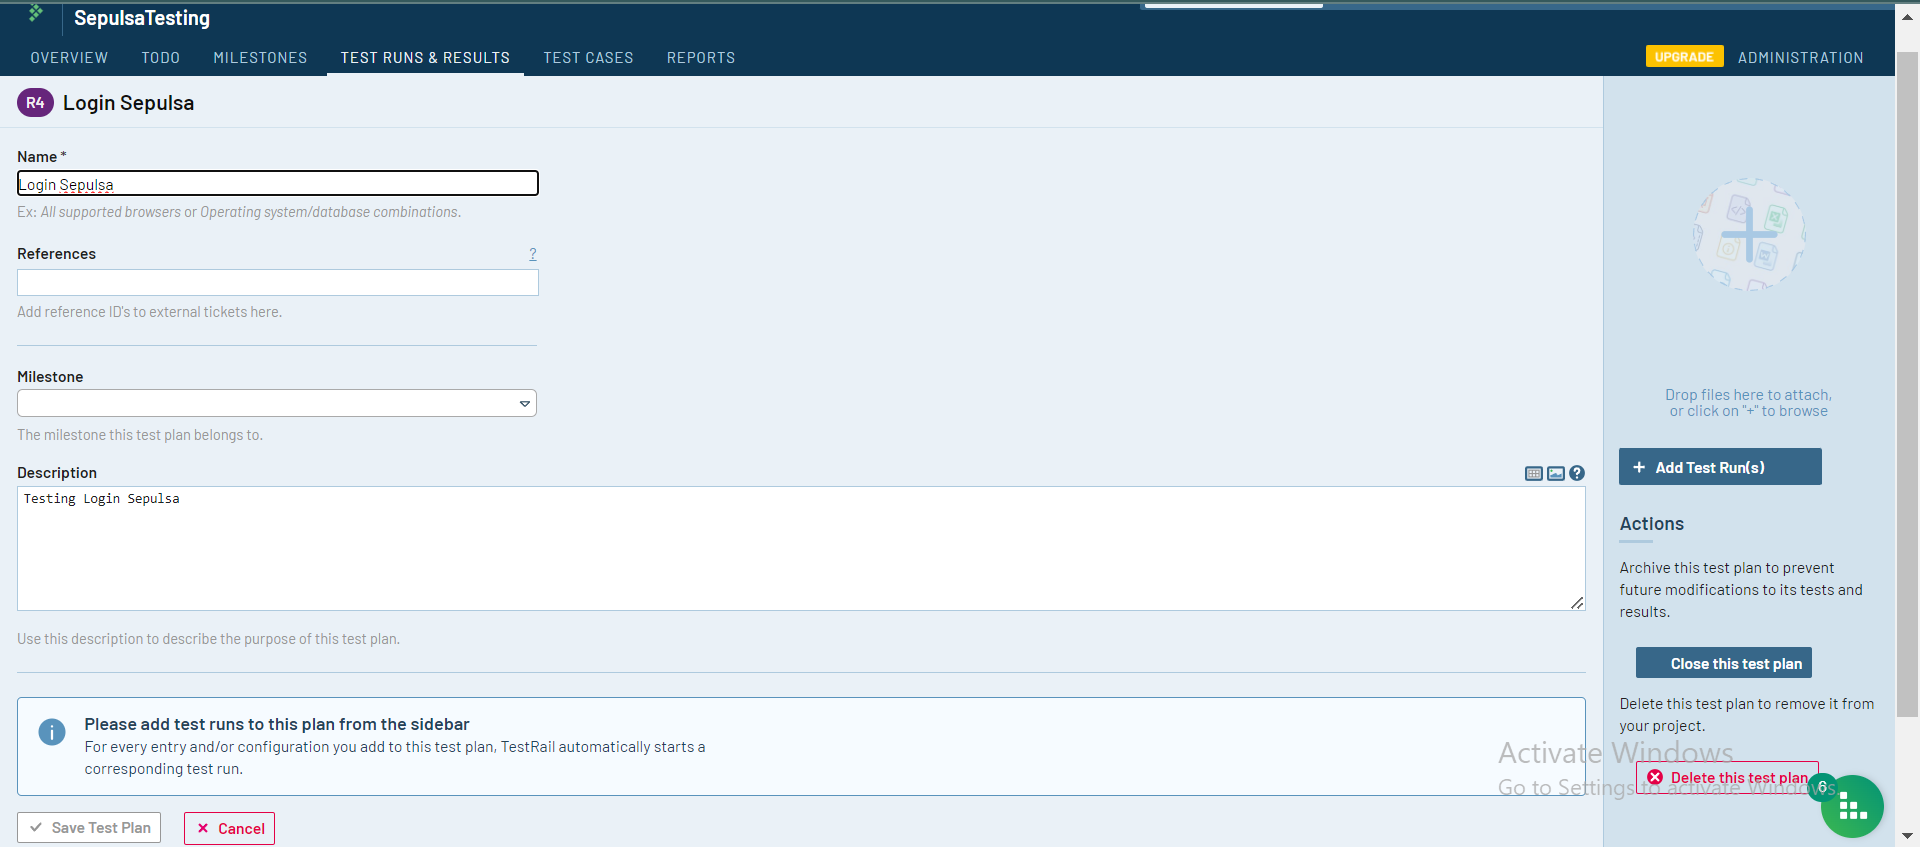 SepulsaTesting
OVERVIEW TODO MILESTONES TEST RUNS & RESULTS TEST CASES REPORTS UPGRADE ADMINISTRATION
R4 Login Sepulsa
Name *
Login Sepulsa
Ex: All supported browsers or Operating system/database combinations.
References ?
Add reference ID's to external tickets here.
Milestone
The milestone this test plan belongs to.
Description
Testing Login Sepulsa
Use this description to describe the purpose of this test plan.
Please add test runs to this plan from the sidebar
For every entry and/or configuration you add to this test plan, TestRail automatically starts a
corresponding test run.
Save Test Plan Cancel
Drop files here to attach,
or click on "+" to browse
+ Add Test Run(s)
Actions
Archive this test plan to prevent
future modifications to its tests and
results.
Close this test plan
Delete this test plan to remove it from
your project.
Delete this test plan
Activate Windows
Go to Settings to activate Windows.
6